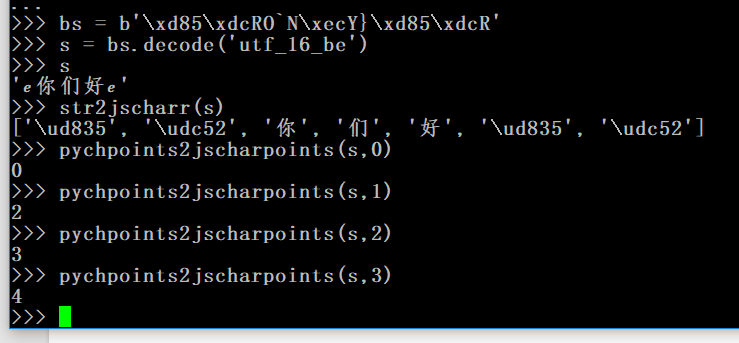 ...
>>> bs = b'\xd85\xdcRO`N\xecY}\xd85\xdcR'
>>> s = bs.decode('utf_16_be')
>>> s
'𝑒你们好𝑒'
>>> str2jscharr(s)
['\ud835', '\udc52', '你', '们', '好', '\ud835', '\udc52']
>>> pychpoints2jscharpoints(s,0)
0
>>> pychpoints2jscharpoints(s,1)
2
>>> pychpoints2jscharpoints(s,2)
3
>>> pychpoints2jscharpoints(s,3)
4
>>>